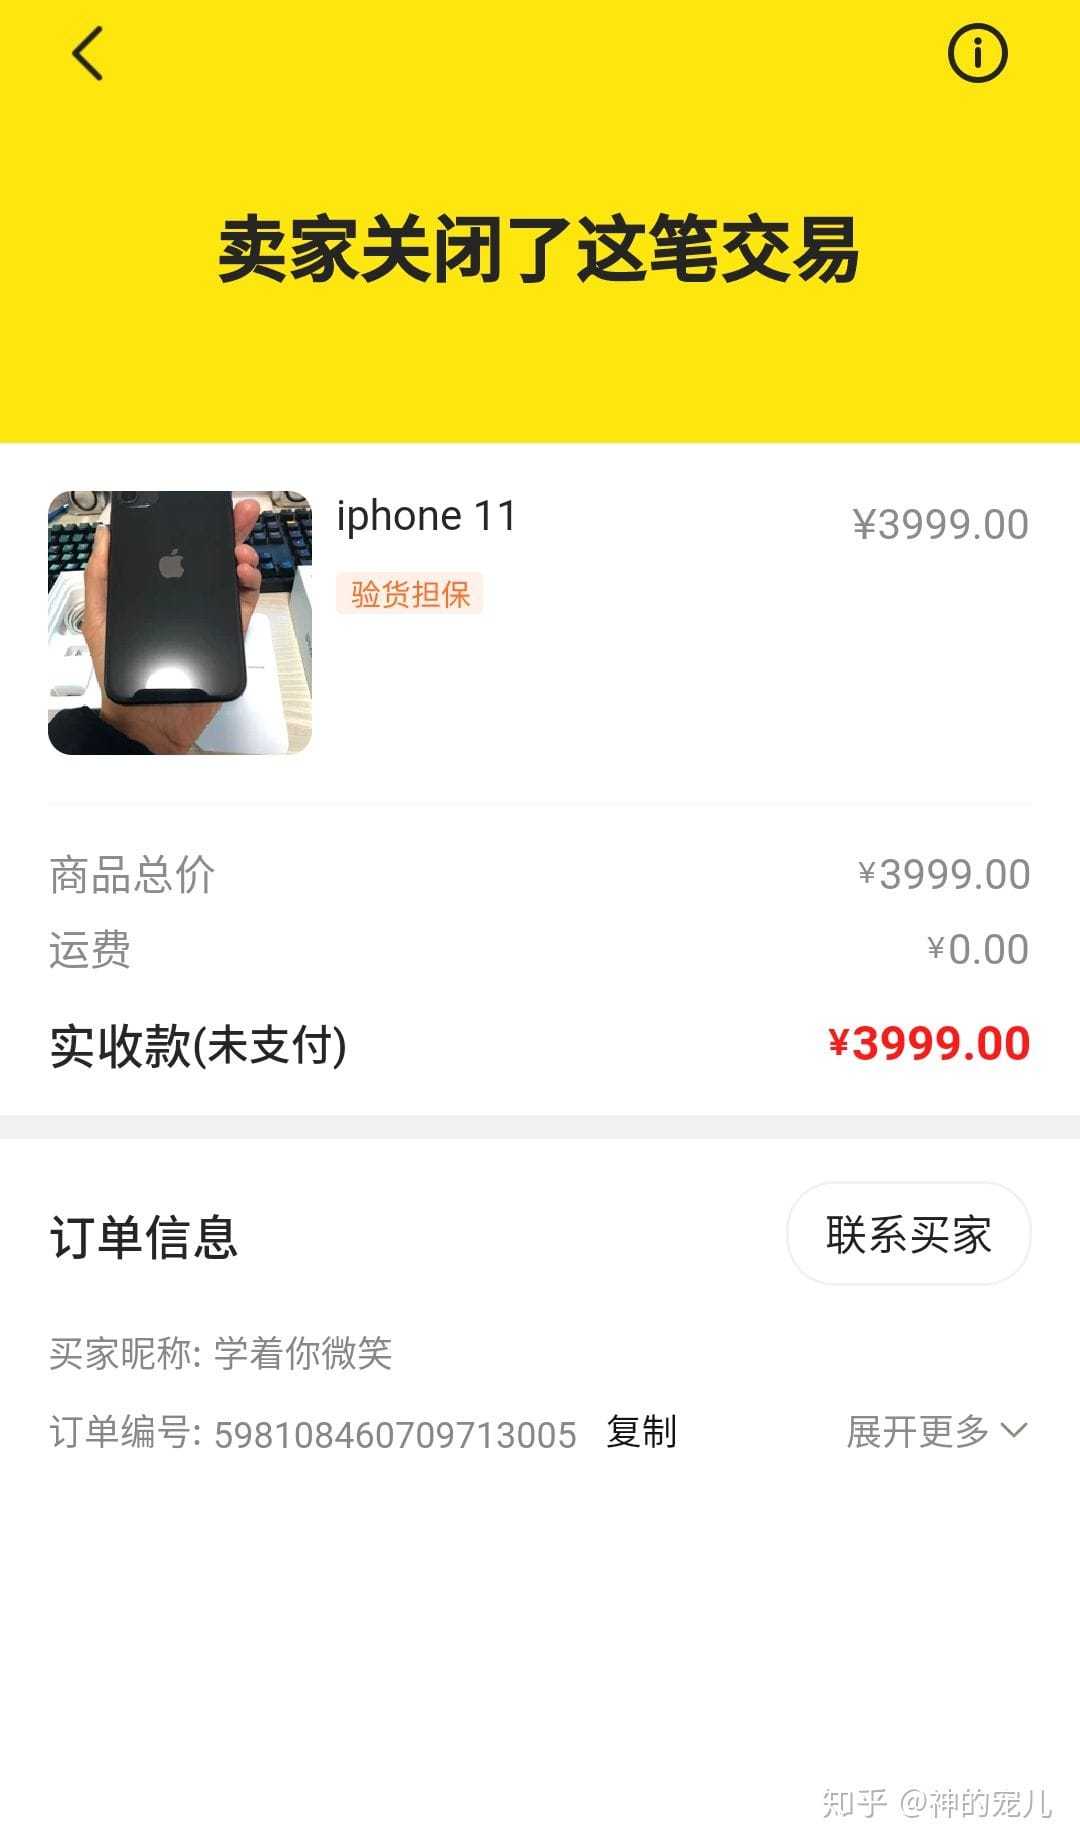 卖家关闭了这笔交易
iphone 11 ¥3999.00
验货担保
商品总价 ¥3999.00
运费 ¥0.00
实收款(未支付) ¥3999.00
订单信息 联系买家
买家昵称: 学着你微笑
订单编号: 598108460709713005 复制 展开更多
知乎 @神的宠儿